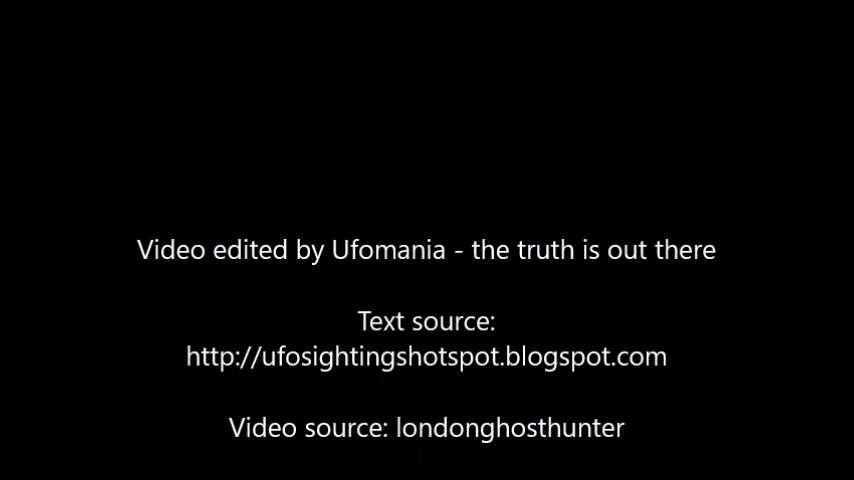 Video edited by Ufomania - the truth is out there
Text source:
http://ufosightingshotspot.blogspot.com
Video source: londonghosthunter